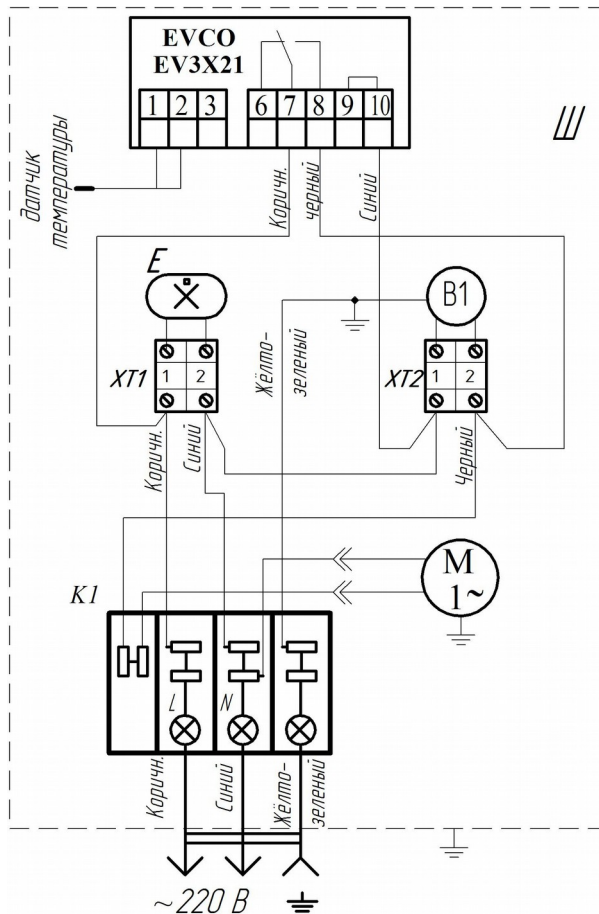 EVCO
EV3X21
1 2 3 6 7 8 9 10
Ш
Датчик
температуры
Коричн.
черный
Синий
E
B1
Жёлто-
зеленый
XT1
1 2
XT2
1 2
Коричн.
Синий
Черный
M
1~
K1
L
N
Коричн.
Синий
Жёлто-
зеленый
~220 В